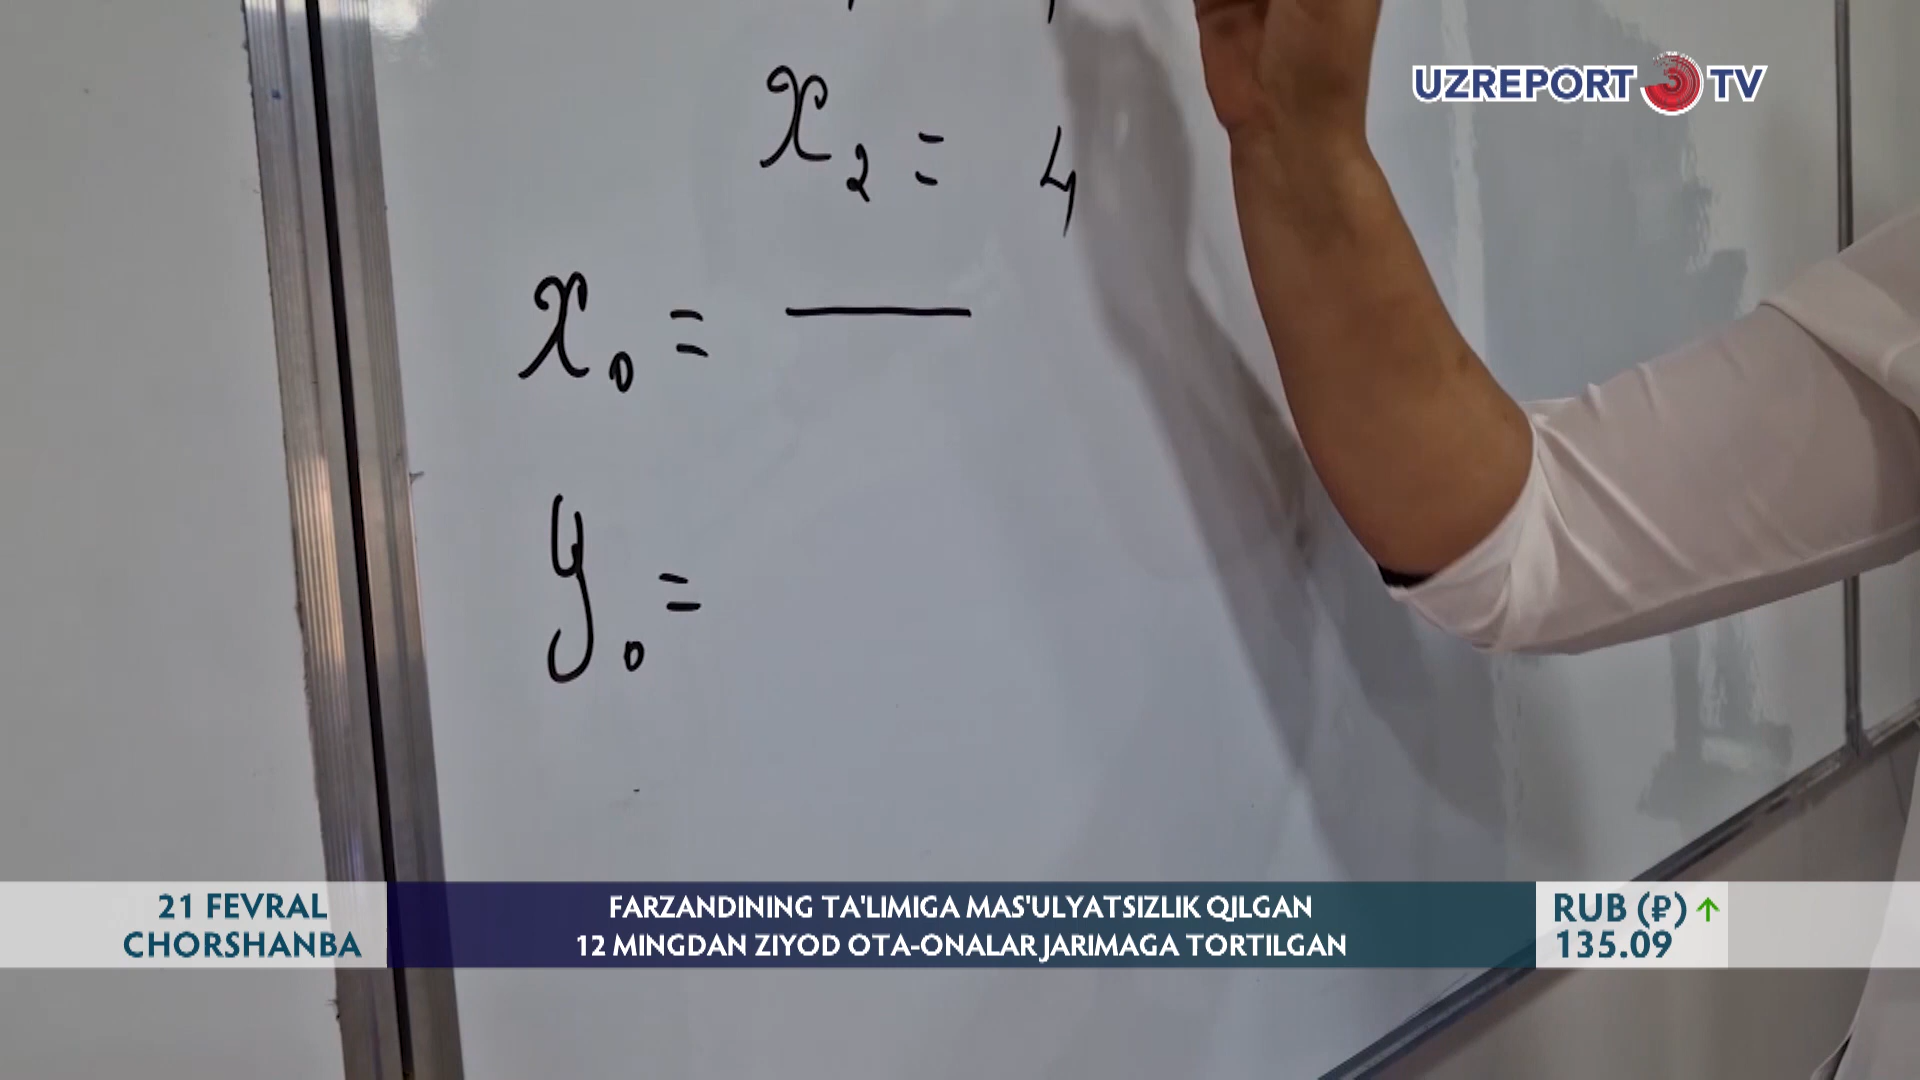 UZREPORT TV
x₂ = 4
x₀ =
y₀ =
21 FEVRAL
CHORSHANBA
FARZANDINING TA'LIMIGA MAS'ULYATSIZLIK QILGAN
12 MINGDAN ZIYOD OTA-ONALAR JARIMAGA TORTILGAN
RUB (₽) ↑
135.09